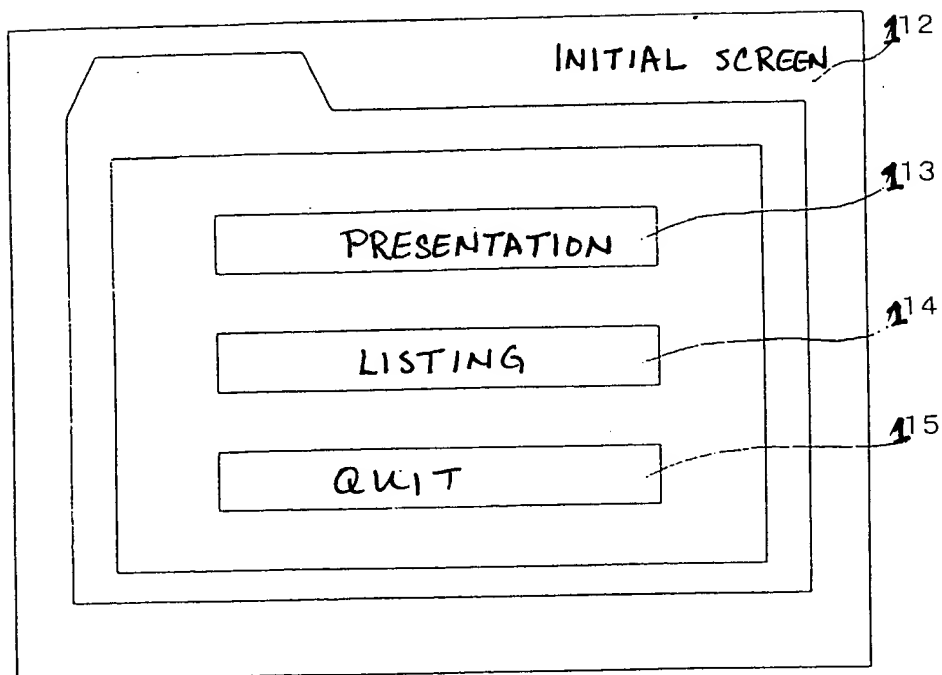 INITIAL SCREEN
112
PRESENTATION
113
LISTING
114
QUIT
115